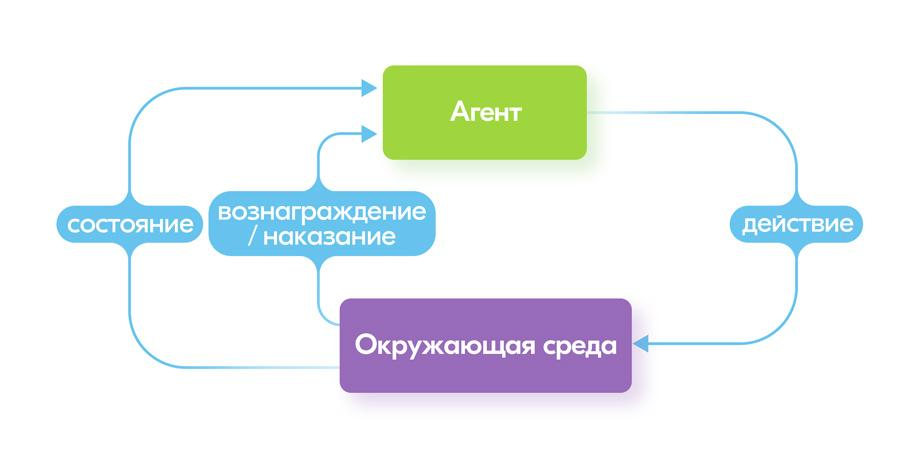 Агент
состояние
вознаграждение
/ наказание
действие
Окружающая среда